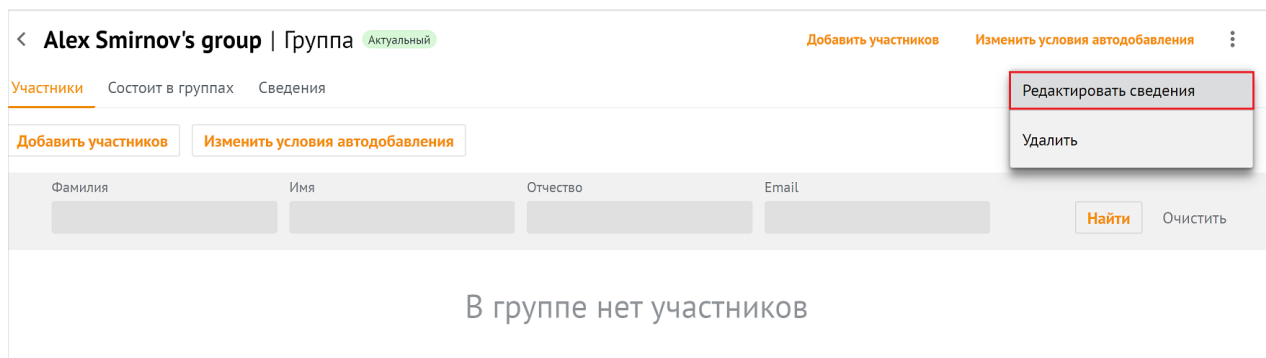 Alex Smirnov's group | Группа Актуальный
Добавить участников Изменить условия автодобавления
Участники Состоит в группах Сведения
Редактировать сведения
Удалить
Добавить участников Изменить условия автодобавления
Фамилия Имя Отчество Email
Найти Очистить
В группе нет участников